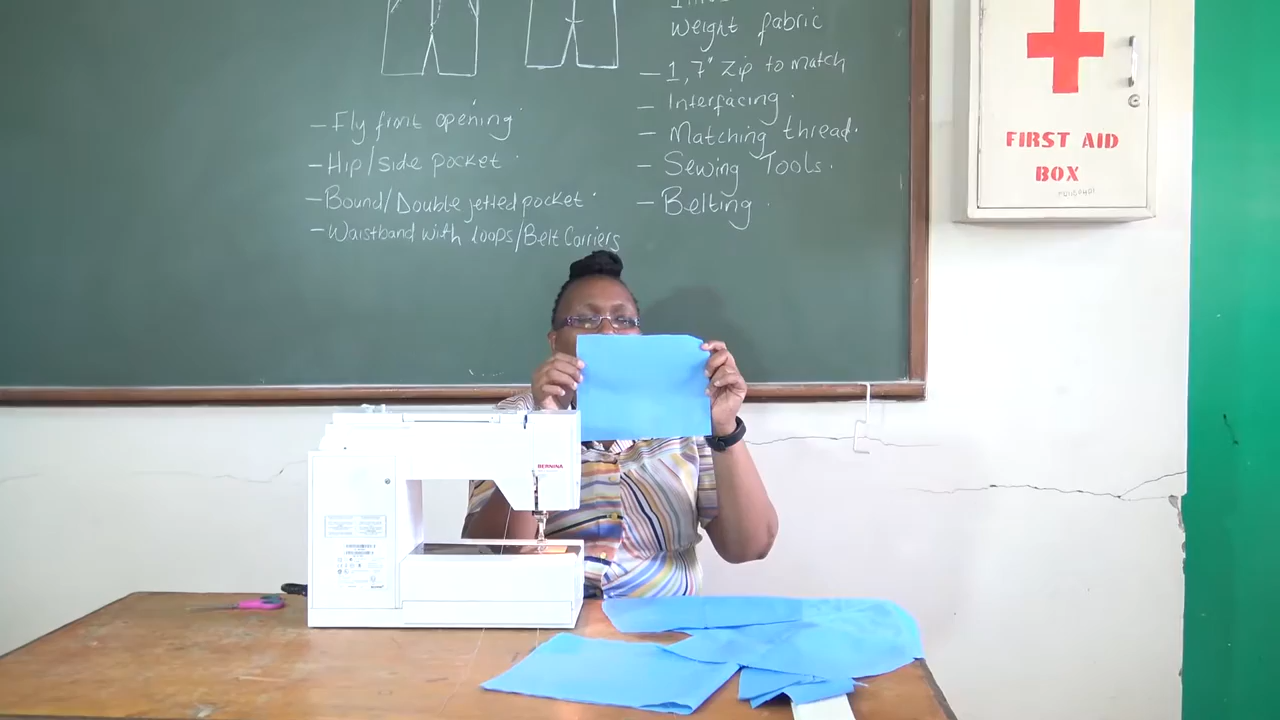 weight fabric
- 1, 7" Zip to match
- Interfacing.
- Matching thread.
- Sewing Tools.
- Belting.
- Fly front opening.
- Hip/side pocket.
- Bound/Double jetted pocket.
- Waistband with loops/Belt Carriers
FIRST AID
BOX
BERNINA